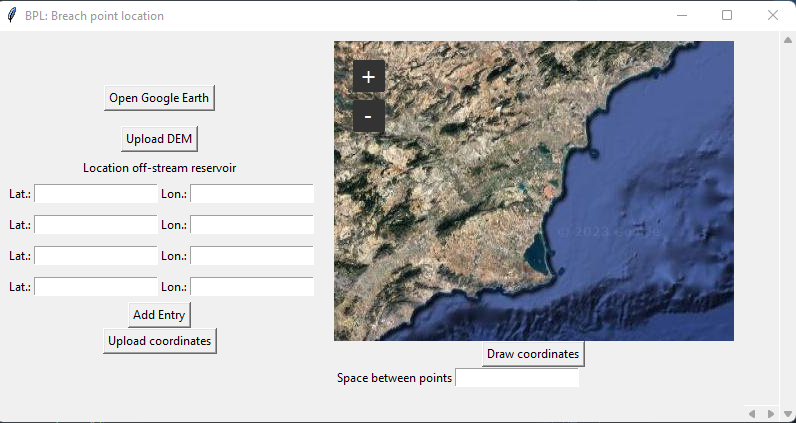 BPL: Breach point location
Open Google Earth
Upload DEM
Location off-stream reservoir
Lat.: Lon.:
Lat.: Lon.:
Lat.: Lon.:
Lat.: Lon.:
Add Entry
Upload coordinates
+
-
© 2023 Google
Draw coordinates
Space between points